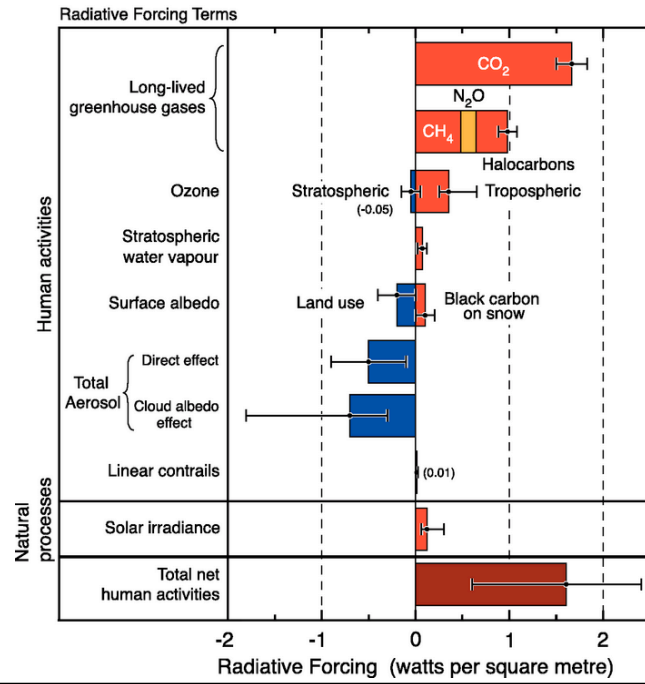 Radiative Forcing Terms
Human activities
Long-lived
greenhouse gases
CO₂
N₂O
CH₄
Halocarbons
Ozone
Stratospheric
(-0.05)
Tropospheric
Stratospheric
water vapour
Surface albedo
Land use
Black carbon
on snow
Total
Aerosol
Direct effect
Cloud albedo
effect
Linear contrails
(0.01)
Natural
processes
Solar irradiance
Total net
human activities
-2 -1 0 1 2
Radiative Forcing (watts per square metre)